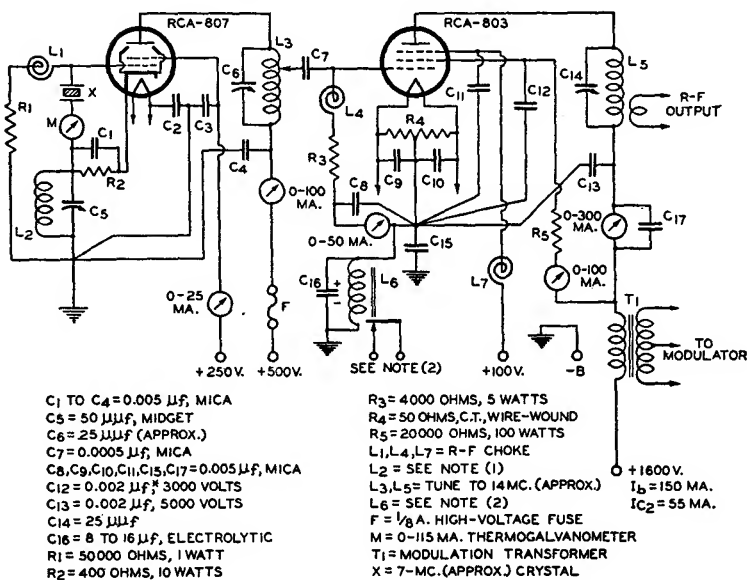 RCA-807
RCA-803
L1
L3
C6
C7
C11
C12
C14
L5
R-F
OUTPUT
X
M
C1
C2
C3
R1
R2
C4
L4
R4
R3
C9
C10
C8
C13
C5
L2
0-100
MA.
0-50 MA.
C15
0-300
MA.
C17
R5
0-100
MA.
0-25
MA.
F
C16
+
-
L6
L7
T1
TO
MODULATOR
+250V.
+500V.
SEE NOTE (2)
+100V.
-B
C1 TO C4=0.005 µf, MICA
C5 = 50 µµf, MIDGET
C6 = 25 µµf (APPROX.)
C7 = 0.0005 µf, MICA
C8,C9,C10,C11,C15,C17=0.005 µf, MICA
C12 = 0.002 µf,* 3000 VOLTS
C13 = 0.002 µf, 5000 VOLTS
C14 = 25 µµf
C16 = 8 TO 16 µf, ELECTROLYTIC
R1 = 50000 OHMS, 1 WATT
R2 = 400 OHMS, 10 WATTS
R3 = 4000 OHMS, 5 WATTS
R4 = 50 OHMS, C.T., WIRE-WOUND
R5 = 20000 OHMS, 100 WATTS
L1, L4, L7 = R-F CHOKE
L2 = SEE NOTE (1)
L3, L5 = TUNE TO 14 MC. (APPROX.)
L6 = SEE NOTE (2)
F = 1/8 A. HIGH-VOLTAGE FUSE
M = 0-115 MA. THERMOGALVANOMETER
T1 = MODULATION TRANSFORMER
X = 7-MC. (APPROX.) CRYSTAL
+1600 V.
Ib = 150 MA.
IC2 = 55 MA.